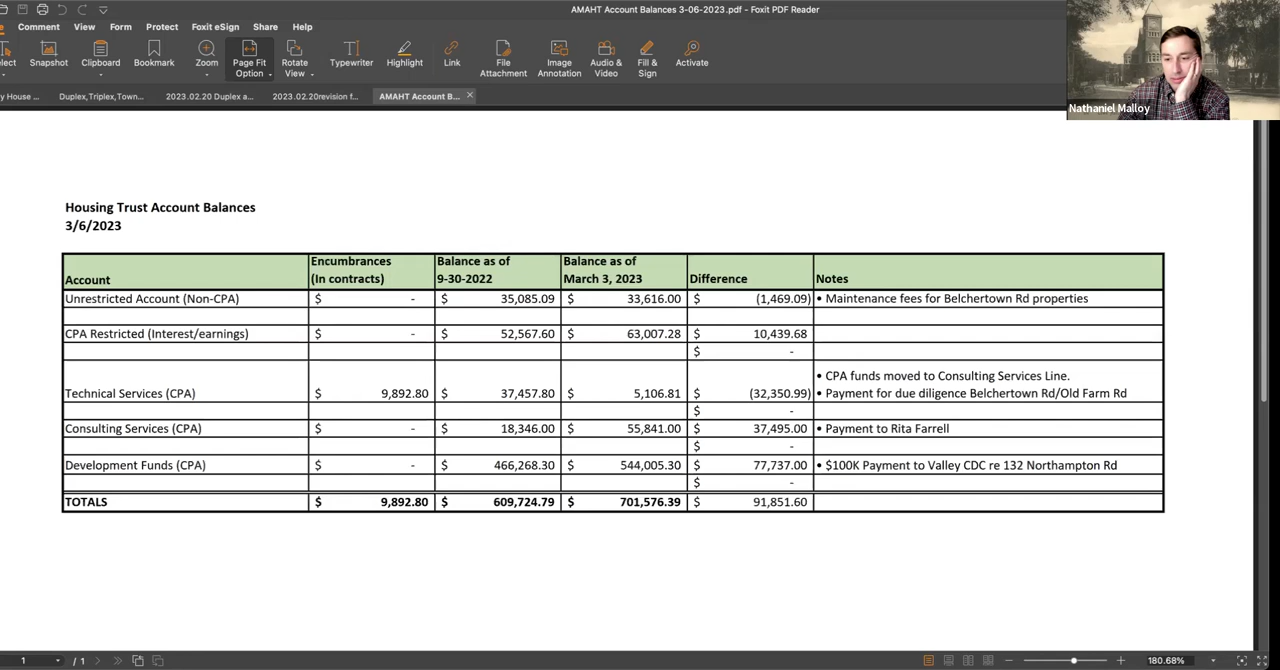 AMAHT Account Balances 3-06-2023.pdf - Foxit PDF Reader
Comment View Form Protect Foxit eSign Share Help
Snapshot Clipboard Bookmark Zoom Page Fit Option Rotate View Typewriter Highlight Link File Attachment Image Annotation Audio & Video Fill & Sign Activate
y House ... Duplex,Triplex,Town... 2023.02.20 Duplex a... 2023.02.20revision f... AMAHT Account B... ×
Nathaniel Malloy
Housing Trust Account Balances
3/6/2023
Account Encumbrances (In contracts) Balance as of 9-30-2022 Balance as of March 3, 2023 Difference Notes
Unrestricted Account (Non-CPA) $ - $ 35,085.09 $ 33,616.00 $ (1,469.09) • Maintenance fees for Belchertown Rd properties
CPA Restricted (Interest/earnings) $ - $ 52,567.60 $ 63,007.28 $ 10,439.68
$ -
• CPA funds moved to Consulting Services Line.
Technical Services (CPA) $ 9,892.80 $ 37,457.80 $ 5,106.81 $ (32,350.99) • Payment for due diligence Belchertown Rd/Old Farm Rd
$ -
Consulting Services (CPA) $ - $ 18,346.00 $ 55,841.00 $ 37,495.00 • Payment to Rita Farrell
$ -
Development Funds (CPA) $ - $ 466,268.30 $ 544,005.30 $ 77,737.00 • $100K Payment to Valley CDC re 132 Northampton Rd
$ -
TOTALS $ 9,892.80 $ 609,724.79 $ 701,576.39 $ 91,851.60
1 / 1 180.68%